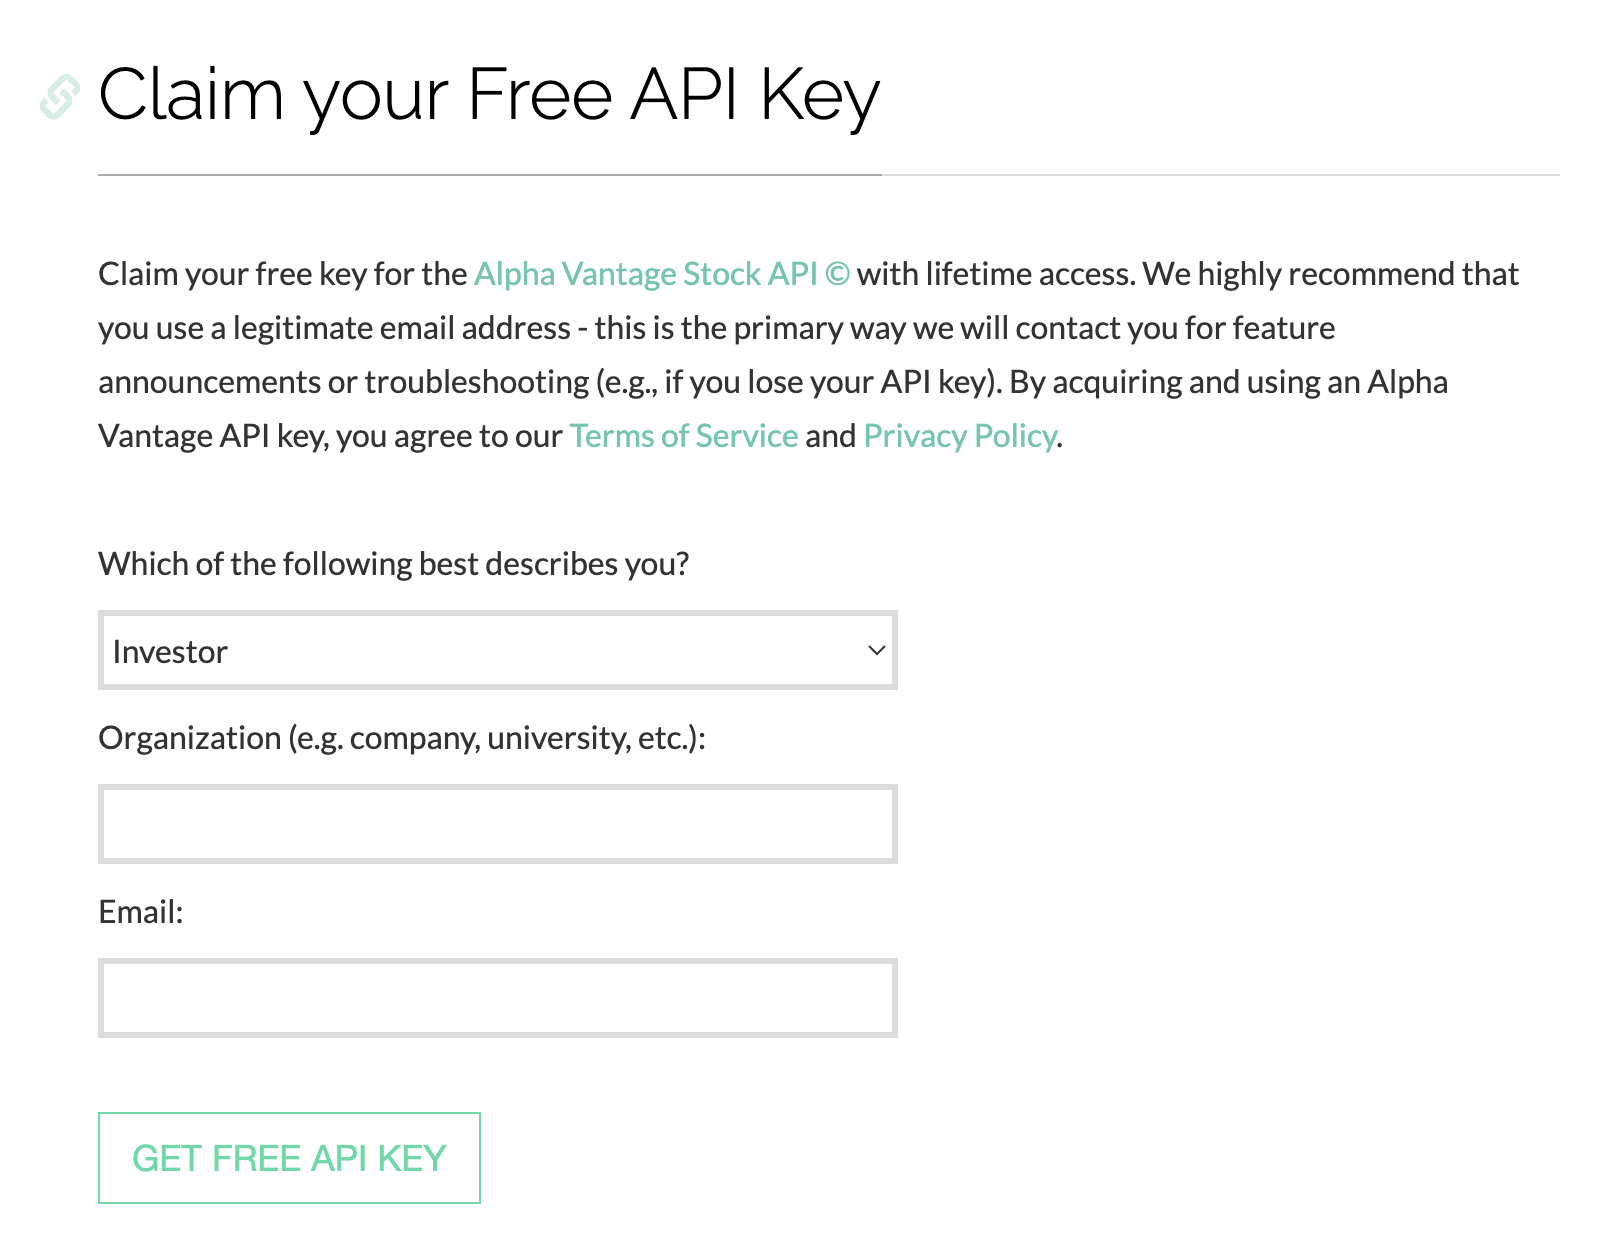 Claim your Free API Key
Claim your free key for the Alpha Vantage Stock API © with lifetime access. We highly recommend that
you use a legitimate email address - this is the primary way we will contact you for feature
announcements or troubleshooting (e.g., if you lose your API key). By acquiring and using an Alpha
Vantage API key, you agree to our Terms of Service and Privacy Policy.
Which of the following best describes you?
Investor
Organization (e.g. company, university, etc.):
Email:
GET FREE API KEY